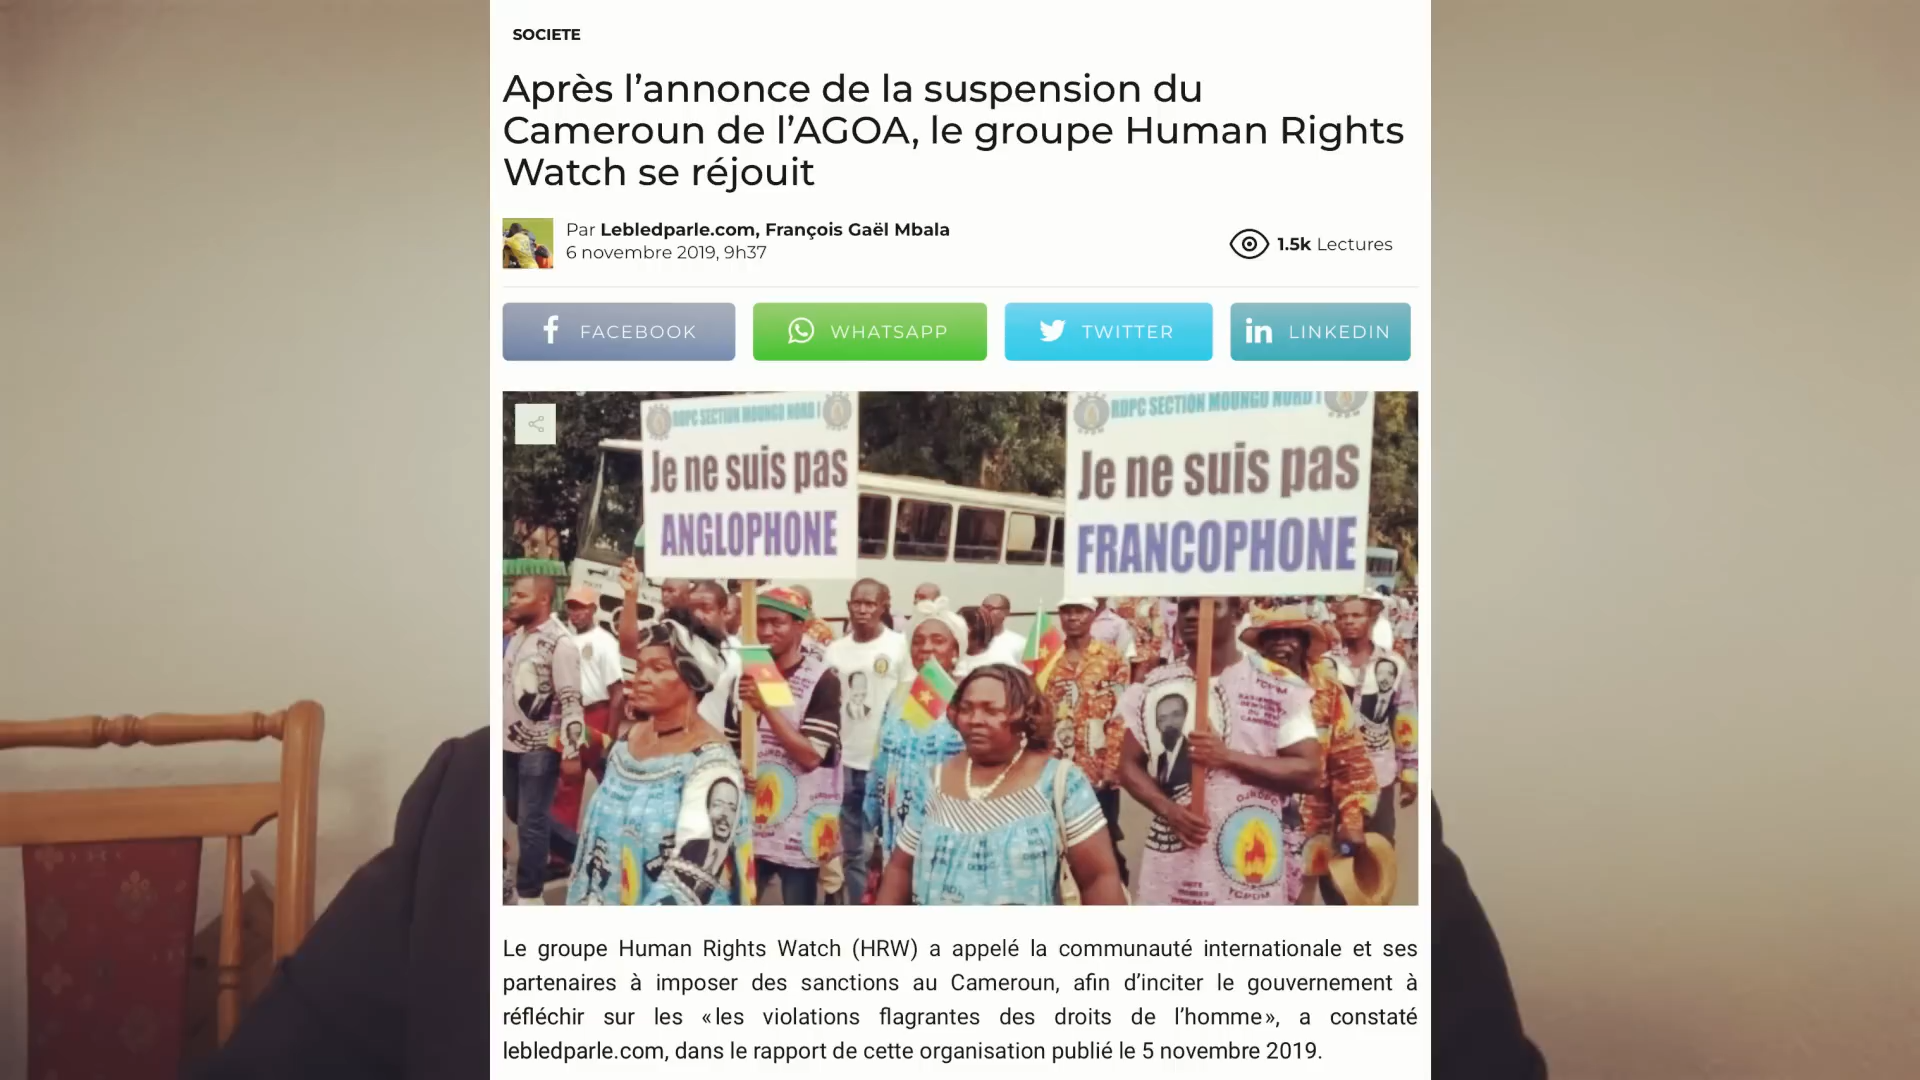 SOCIETE
Après l’annonce de la suspension du
Cameroun de l’AGOA, le groupe Human Rights
Watch se réjouit
Par Lebledparle.com, François Gaël Mbala
6 novembre 2019, 9h37
1.5k Lectures
FACEBOOK
WHATSAPP
TWITTER
LINKEDIN
RDPC SECTION MOUNGO NORD I
Je ne suis pas
ANGLOPHONE
RDPC SECTION MOUNGO NORD I
Je ne suis pas
FRANCOPHONE
Le groupe Human Rights Watch (HRW) a appelé la communauté internationale et ses
partenaires à imposer des sanctions au Cameroun, afin d’inciter le gouvernement à
réfléchir sur les «les violations flagrantes des droits de l’homme», a constaté
lebledparle.com, dans le rapport de cette organisation publié le 5 novembre 2019.